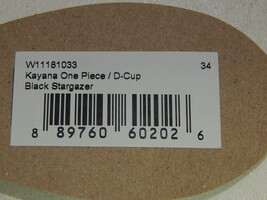 W11181033 34
Kayana One Piece / D-Cup
Black Stargazer
8 89760 60202 6